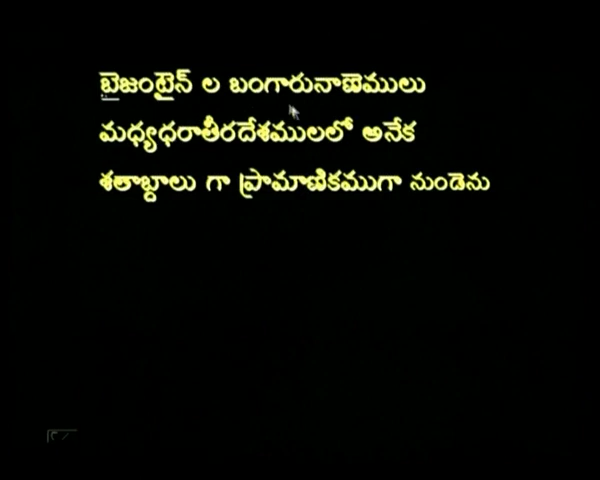 బైజంటైన్ ల బంగారునాణెములు
మధ్యధరాతీరదేశములలో అనేక
శతాబ్దాలు గా ప్రామాణికముగా నుండెను